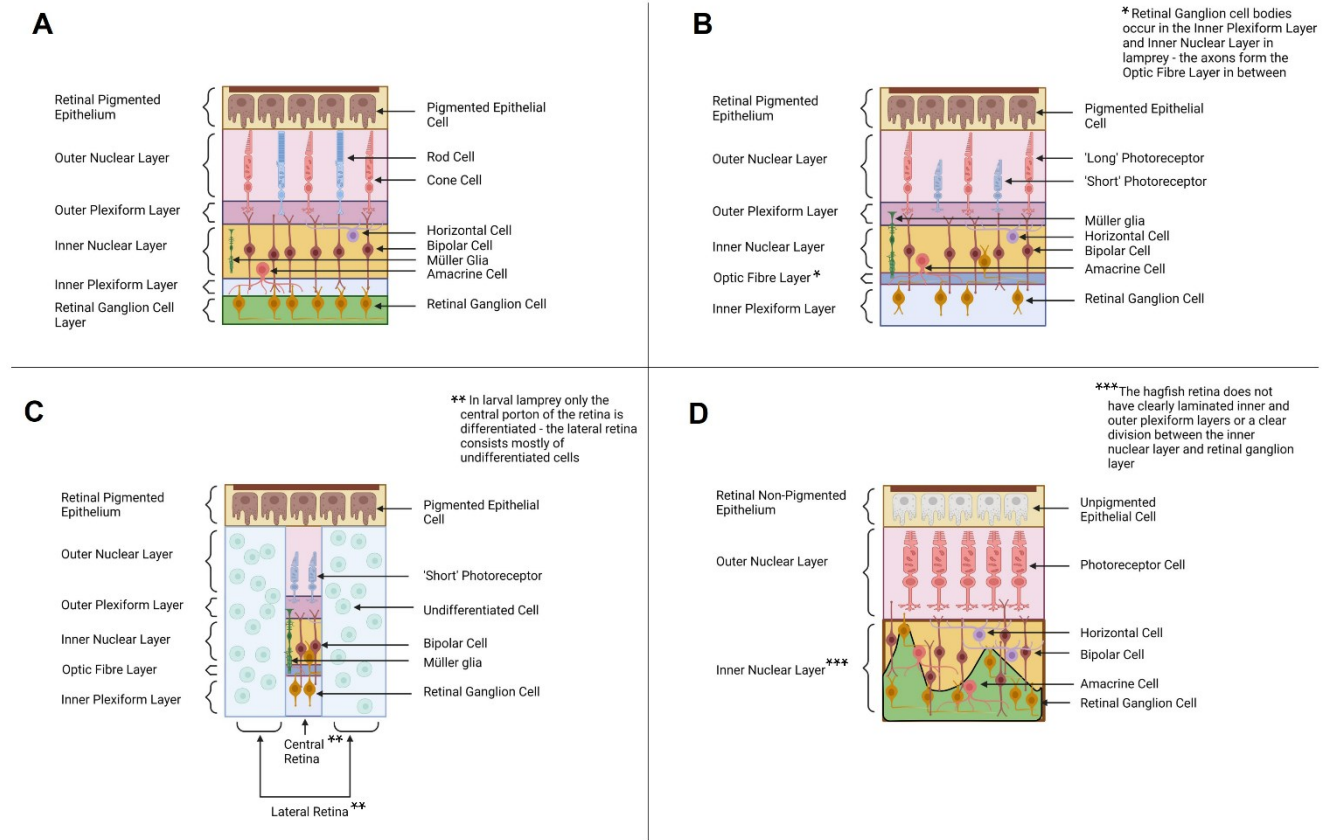 A
Retinal Pigmented
Epithelium
Outer Nuclear Layer
Outer Plexiform Layer
Inner Nuclear Layer
Inner Plexiform Layer
Retinal Ganglion Cell
Layer
Pigmented Epithelial
Cell
Rod Cell
Cone Cell
Horizontal Cell
Bipolar Cell
Müller Glia
Amacrine Cell
Retinal Ganglion Cell
B
* Retinal Ganglion cell bodies
occur in the Inner Plexiform Layer
and Inner Nuclear Layer in
lamprey - the axons form the
Optic Fibre Layer in between
Retinal Pigmented
Epithelium
Outer Nuclear Layer
Outer Plexiform Layer
Inner Nuclear Layer
Optic Fibre Layer *
Inner Plexiform Layer
Pigmented Epithelial
Cell
'Long' Photoreceptor
'Short' Photoreceptor
Müller glia
Horizontal Cell
Bipolar Cell
Amacrine Cell
Retinal Ganglion Cell
C
** In larval lamprey only the
central porton of the retina is
differentiated - the lateral retina
consists mostly of
undifferentiated cells
Retinal Pigmented
Epithelium
Outer Nuclear Layer
Outer Plexiform Layer
Inner Nuclear Layer
Optic Fibre Layer
Inner Plexiform Layer
Pigmented Epithelial
Cell
'Short' Photoreceptor
Undifferentiated Cell
Bipolar Cell
Müller glia
Retinal Ganglion Cell
Central **
Retina
Lateral Retina **
D
***The hagfish retina does not
have clearly laminated inner and
outer plexiform layers or a clear
division between the inner
nuclear layer and retinal ganglion
layer
Retinal Non-Pigmented
Epithelium
Outer Nuclear Layer
Inner Nuclear Layer***
Unpigmented
Epithelial Cell
Photoreceptor Cell
Horizontal Cell
Bipolar Cell
Amacrine Cell
Retinal Ganglion Cell